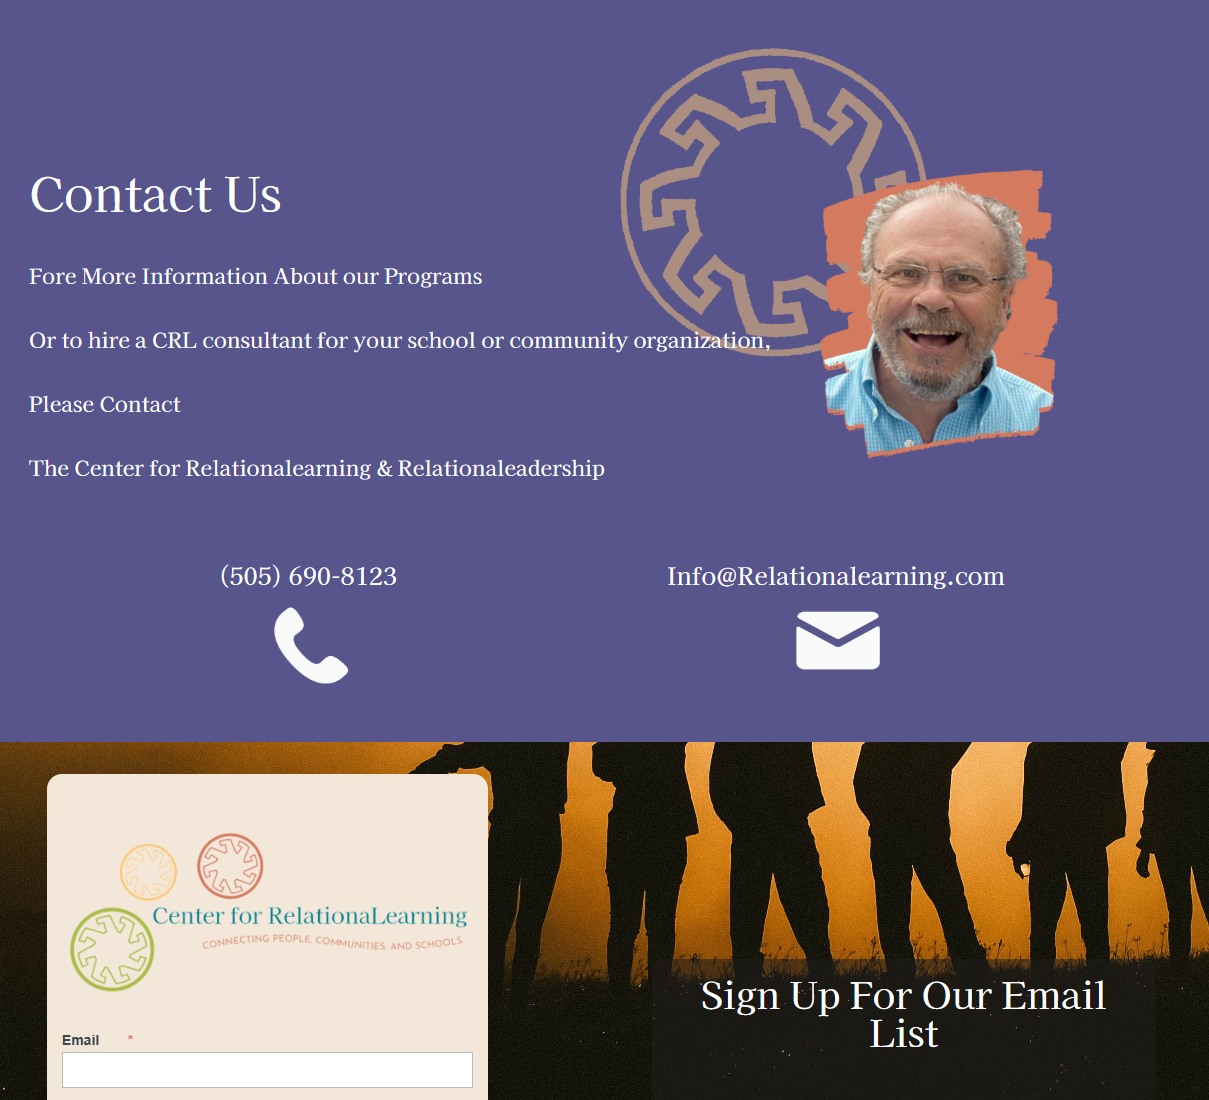 Contact Us
Fore More Information About our Programs
Or to hire a CRL consultant for your school or community organization,
Please Contact
The Center for Relationalearning & Relationaleadership
(505) 690-8123
Info@Relationalearning.com
Center for RelationaLearning
CONNECTING PEOPLE, COMMUNITIES, AND SCHOOLS.
Email *
Sign Up For Our Email
List